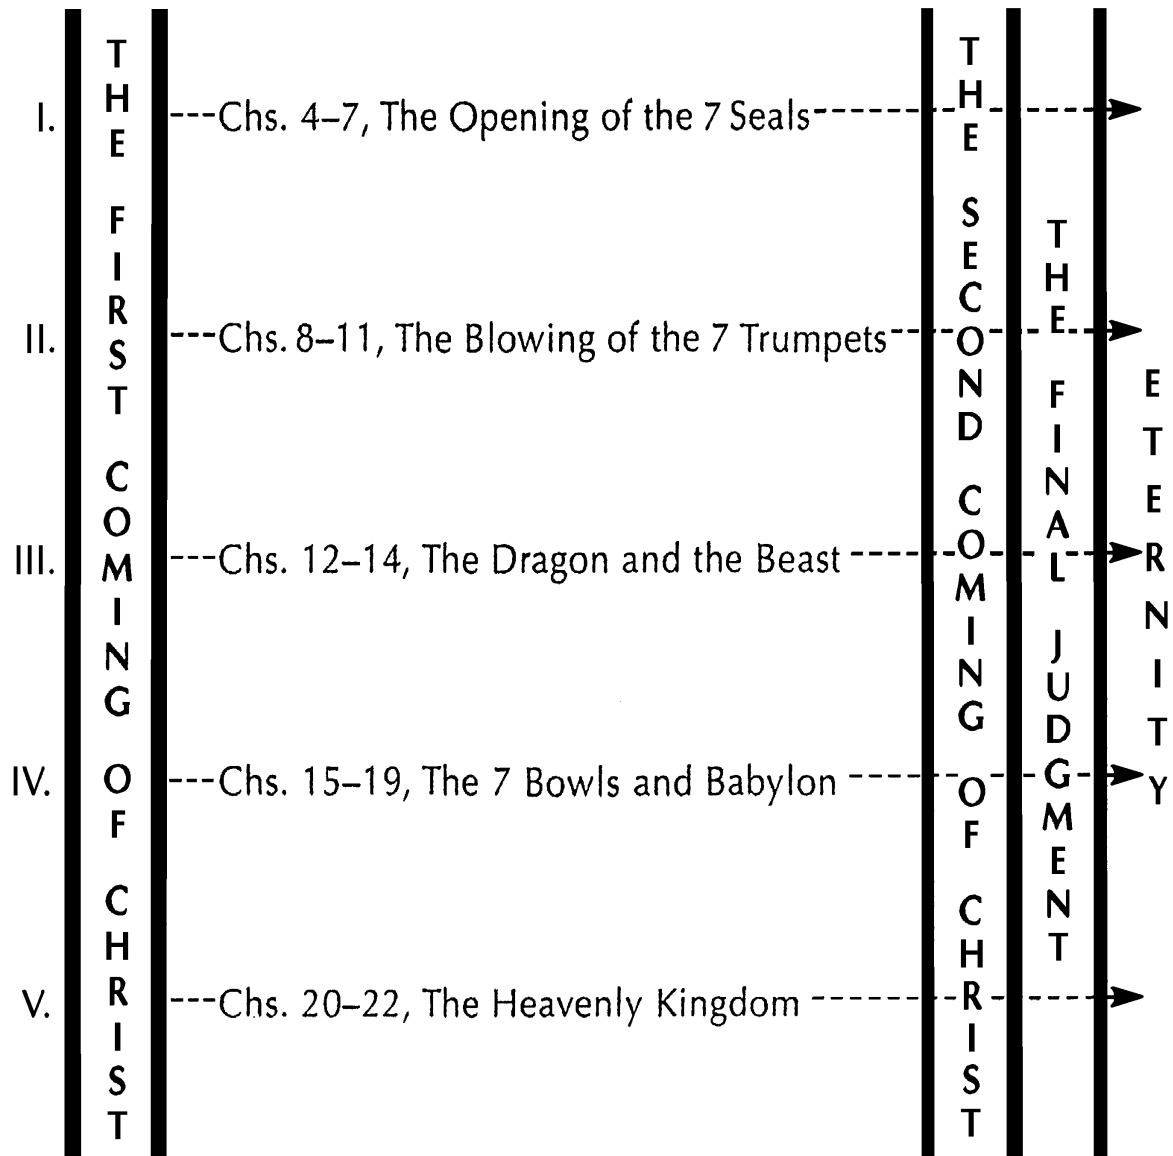 THE FIRST COMING OF CHRIST
I. Chs. 4–7, The Opening of the 7 Seals
II. Chs. 8–11, The Blowing of the 7 Trumpets
III. Chs. 12–14, The Dragon and the Beast
IV. Chs. 15–19, The 7 Bowls and Babylon
V. Chs. 20–22, The Heavenly Kingdom
THE SECOND COMING OF CHRIST
THE FINAL JUDGMENT
ETERNITY